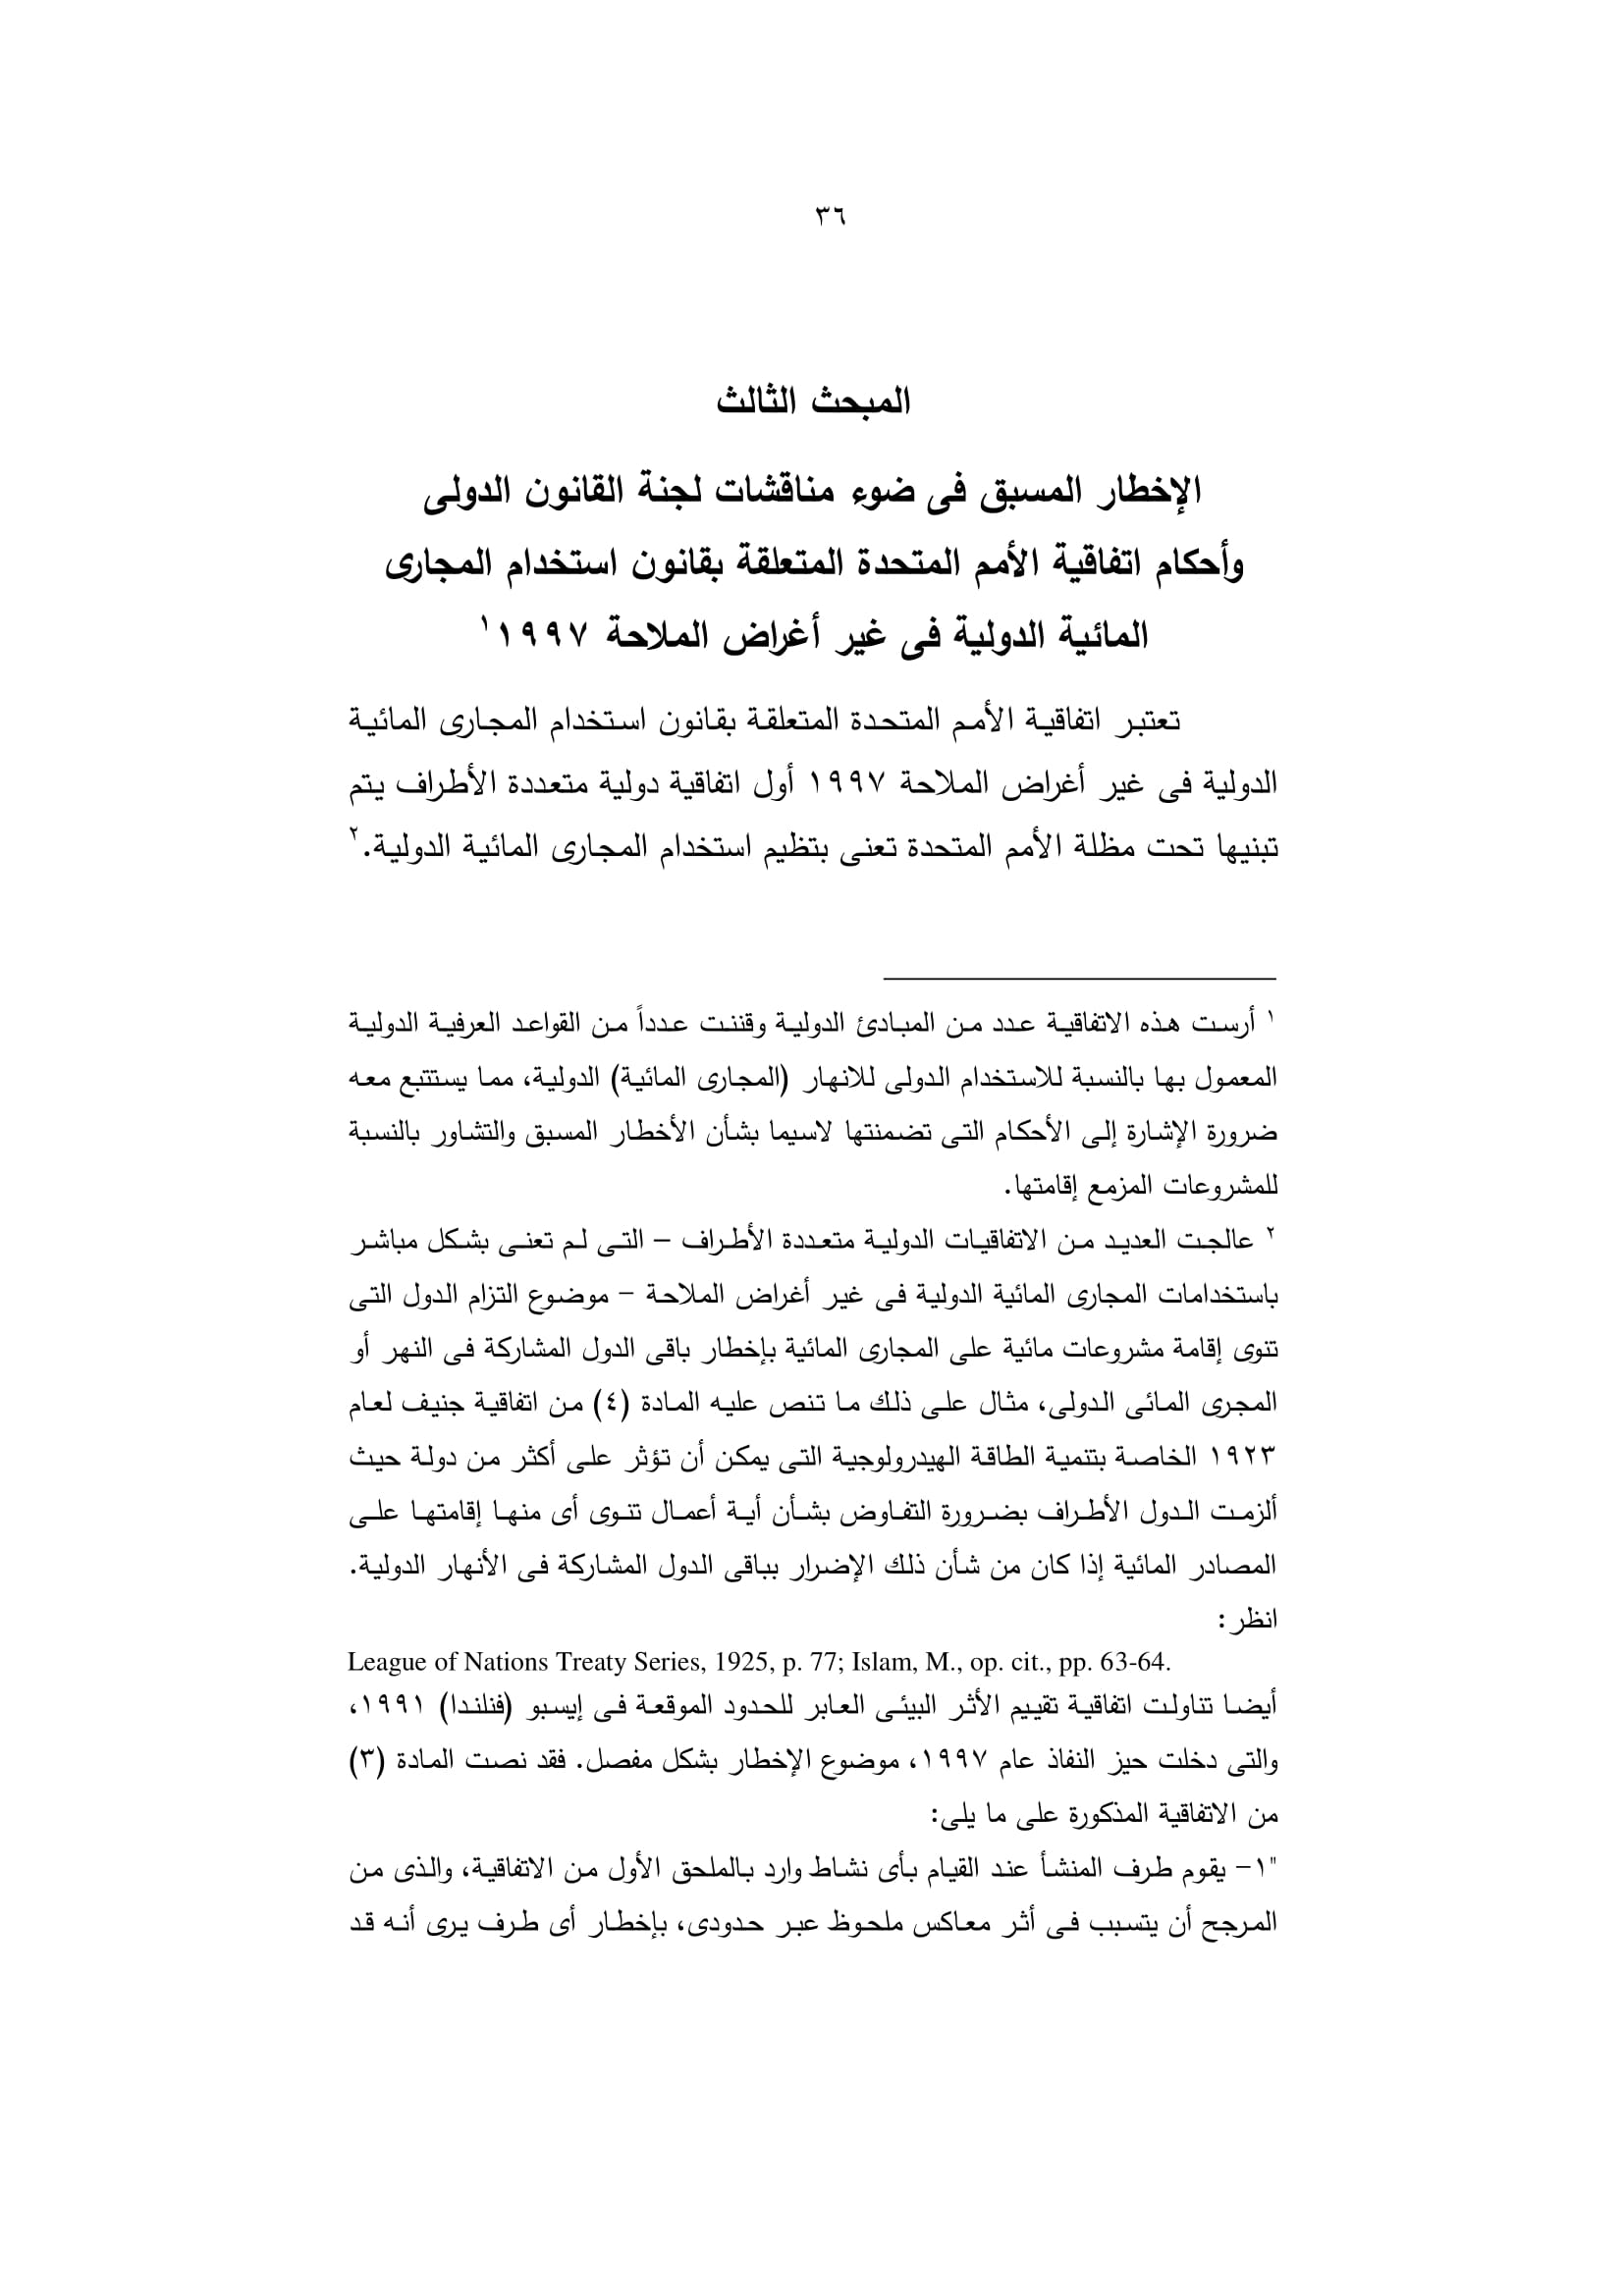 ٣٦
المبحث الثالث
الإخطار المسبق فى ضوء مناقشات لجنة القانون الدولى
وأحكام اتفاقية الأمم المتحدة المتعلقة بقانون استخدام المجارى
المائية الدولية فى غير أغراض الملاحة ١٩٩٧١
تعتبر اتفاقية الأمم المتحدة المتعلقة بقانون استخدام المجارى المائية
الدولية فى غير أغراض الملاحة ١٩٩٧ أول اتفاقية دولية متعددة الأطراف يتم
تبنيها تحت مظلة الأمم المتحدة تعنى بتظيم استخدام المجارى المائية الدولية.٢
١ أرست هذه الاتفاقية عدد من المبادئ الدولية وقننت عدداً من القواعد العرفية الدولية
المعمول بها بالنسبة للاستخدام الدولى للانهار (المجارى المائية) الدولية، مما يستتبع معه
ضرورة الإشارة إلى الأحكام التى تضمنتها لاسيما بشأن الأخطار المسبق والتشاور بالنسبة
للمشروعات المزمع إقامتها.
٢ عالجت العديد من الاتفاقيات الدولية متعددة الأطراف – التى لم تعنى بشكل مباشر
باستخدامات المجارى المائية الدولية فى غير أغراض الملاحة – موضوع التزام الدول التى
تنوى إقامة مشروعات مائية على المجارى المائية بإخطار باقى الدول المشاركة فى النهر أو
المجرى المائى الدولى، مثال على ذلك ما تنص عليه المادة (٤) من اتفاقية جنيف لعام
١٩٢٣ الخاصة بتنمية الطاقة الهيدرولوجية التى يمكن أن تؤثر على أكثر من دولة حيث
ألزمت الدول الأطراف بضرورة التفاوض بشأن أية أعمال تنوى أى منها إقامتها على
المصادر المائية إذا كان من شأن ذلك الإضرار بباقى الدول المشاركة فى الأنهار الدولية.
انظر:
League of Nations Treaty Series, 1925, p. 77; Islam, M., op. cit., pp. 63-64.
أيضا تناولت اتفاقية تقييم الأثر البيئى العابر للحدود الموقعة فى إيسبو (فنلندا) ١٩٩١،
والتى دخلت حيز النفاذ عام ١٩٩٧، موضوع الإخطار بشكل مفصل. فقد نصت المادة (٣)
من الاتفاقية المذكورة على ما يلى:
"١- يقوم طرف المنشأ عند القيام بأى نشاط وارد بالملحق الأول من الاتفاقية، والذى من
المرجح أن يتسبب فى أثر معاكس ملحوظ عبر حدودى، بإخطار أى طرف يرى أنه قد